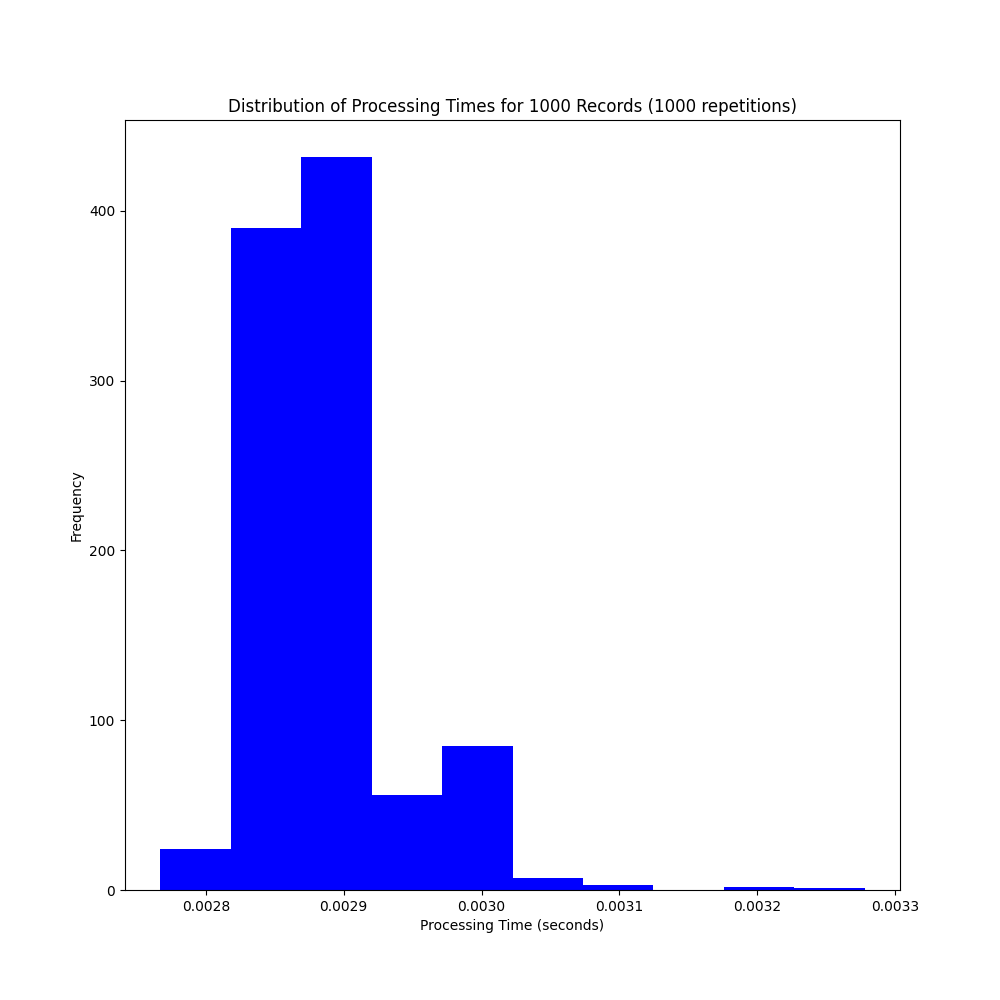 Distribution of Processing Times for 1000 Records (1000 repetitions)
400
300
200
100
0
Frequency
0.0028 0.0029 0.0030 0.0031 0.0032 0.0033
Processing Time (seconds)